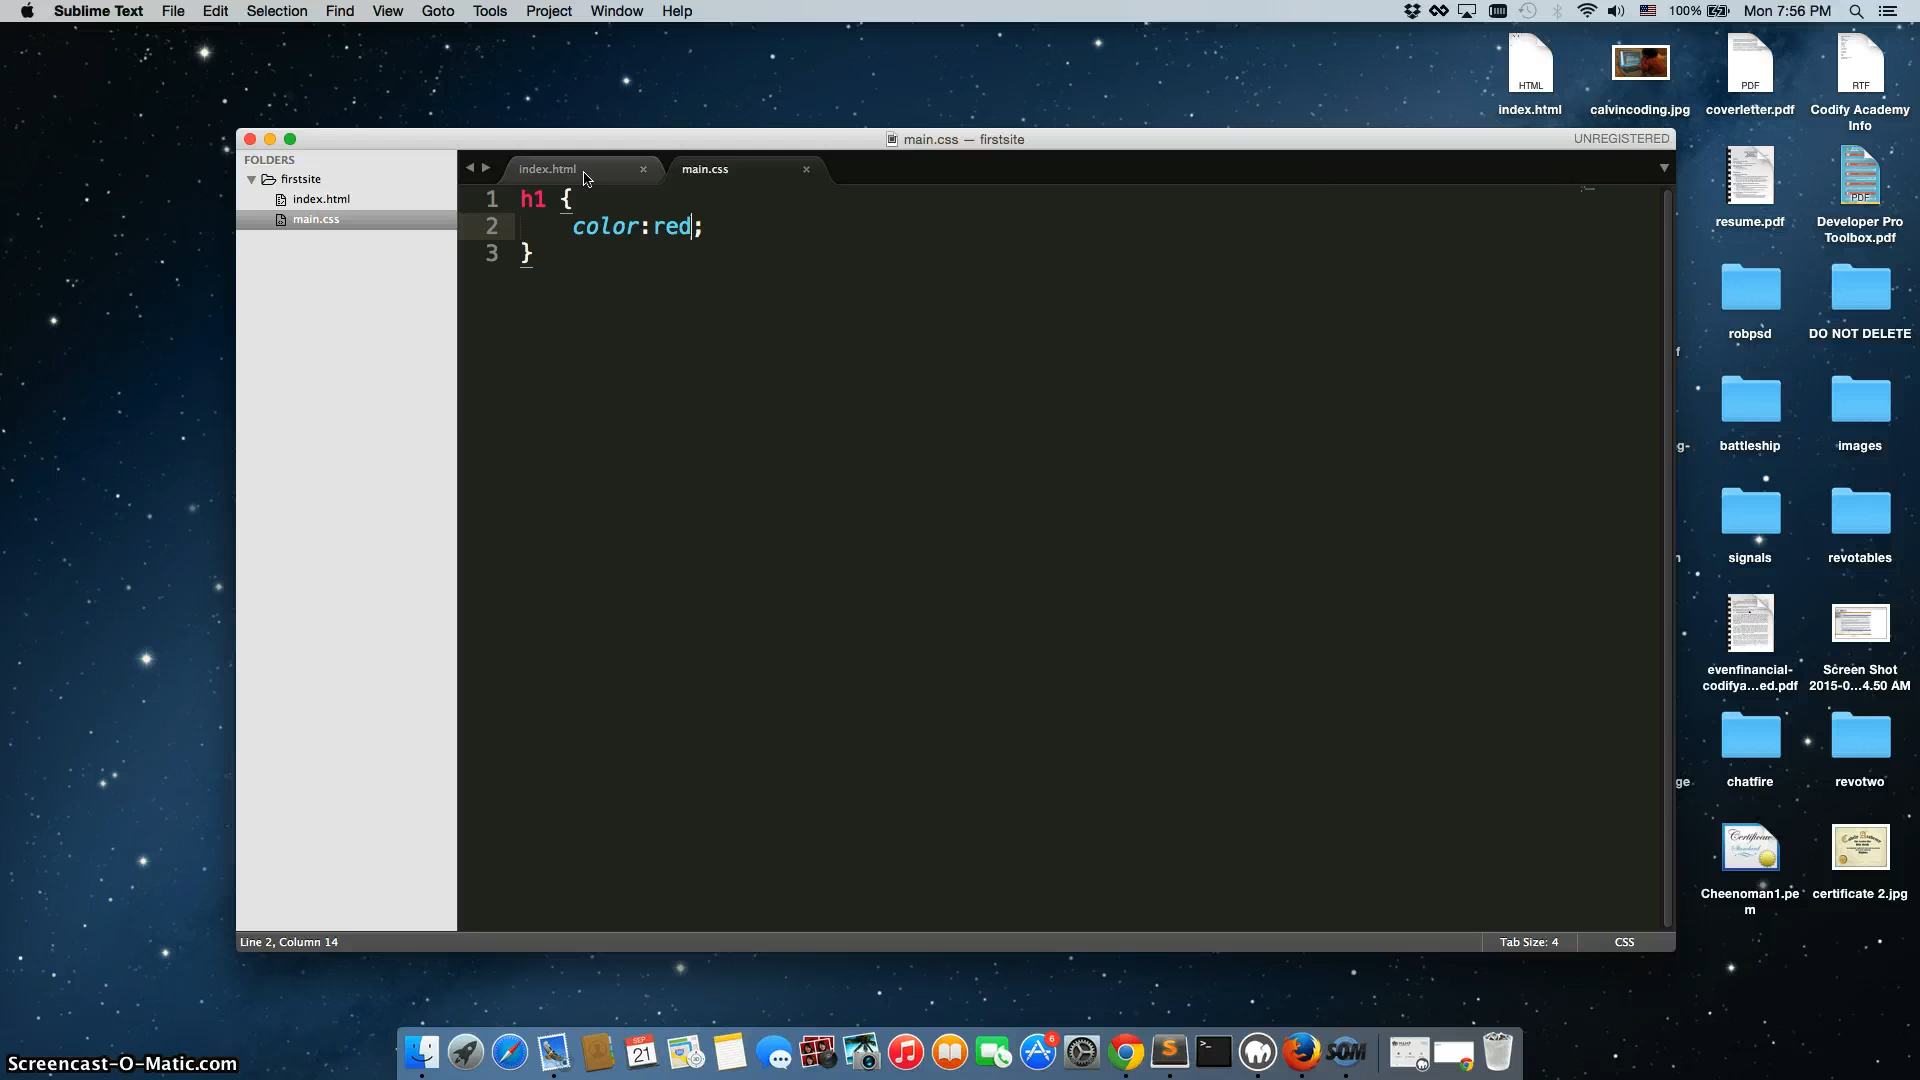 Sublime Text File Edit Selection Find View Goto Tools Project Window Help
100% Mon 7:56 PM
HTML
index.html
calvincoding.jpg
PDF
coverletter.pdf
RTF
Codify Academy
Info
main.css — firstsite
UNREGISTERED
FOLDERS
firstsite
index.html
main.css
index.html
main.css
1 h1 {
2 color:red;
3 }
resume.pdf
PDF
Developer Pro
Toolbox.pdf
robpsd
DO NOT DELETE
battleship
images
signals
revotables
evenfinancial-
codifya...ed.pdf
Screen Shot
2015-0...4.50 AM
chatfire
revotwo
Cheenoman1.pe
m
certificate 2.jpg
Line 2, Column 14
Tab Size: 4
CSS
SEP
21
6
SOM
Screencast-O-Matic.com